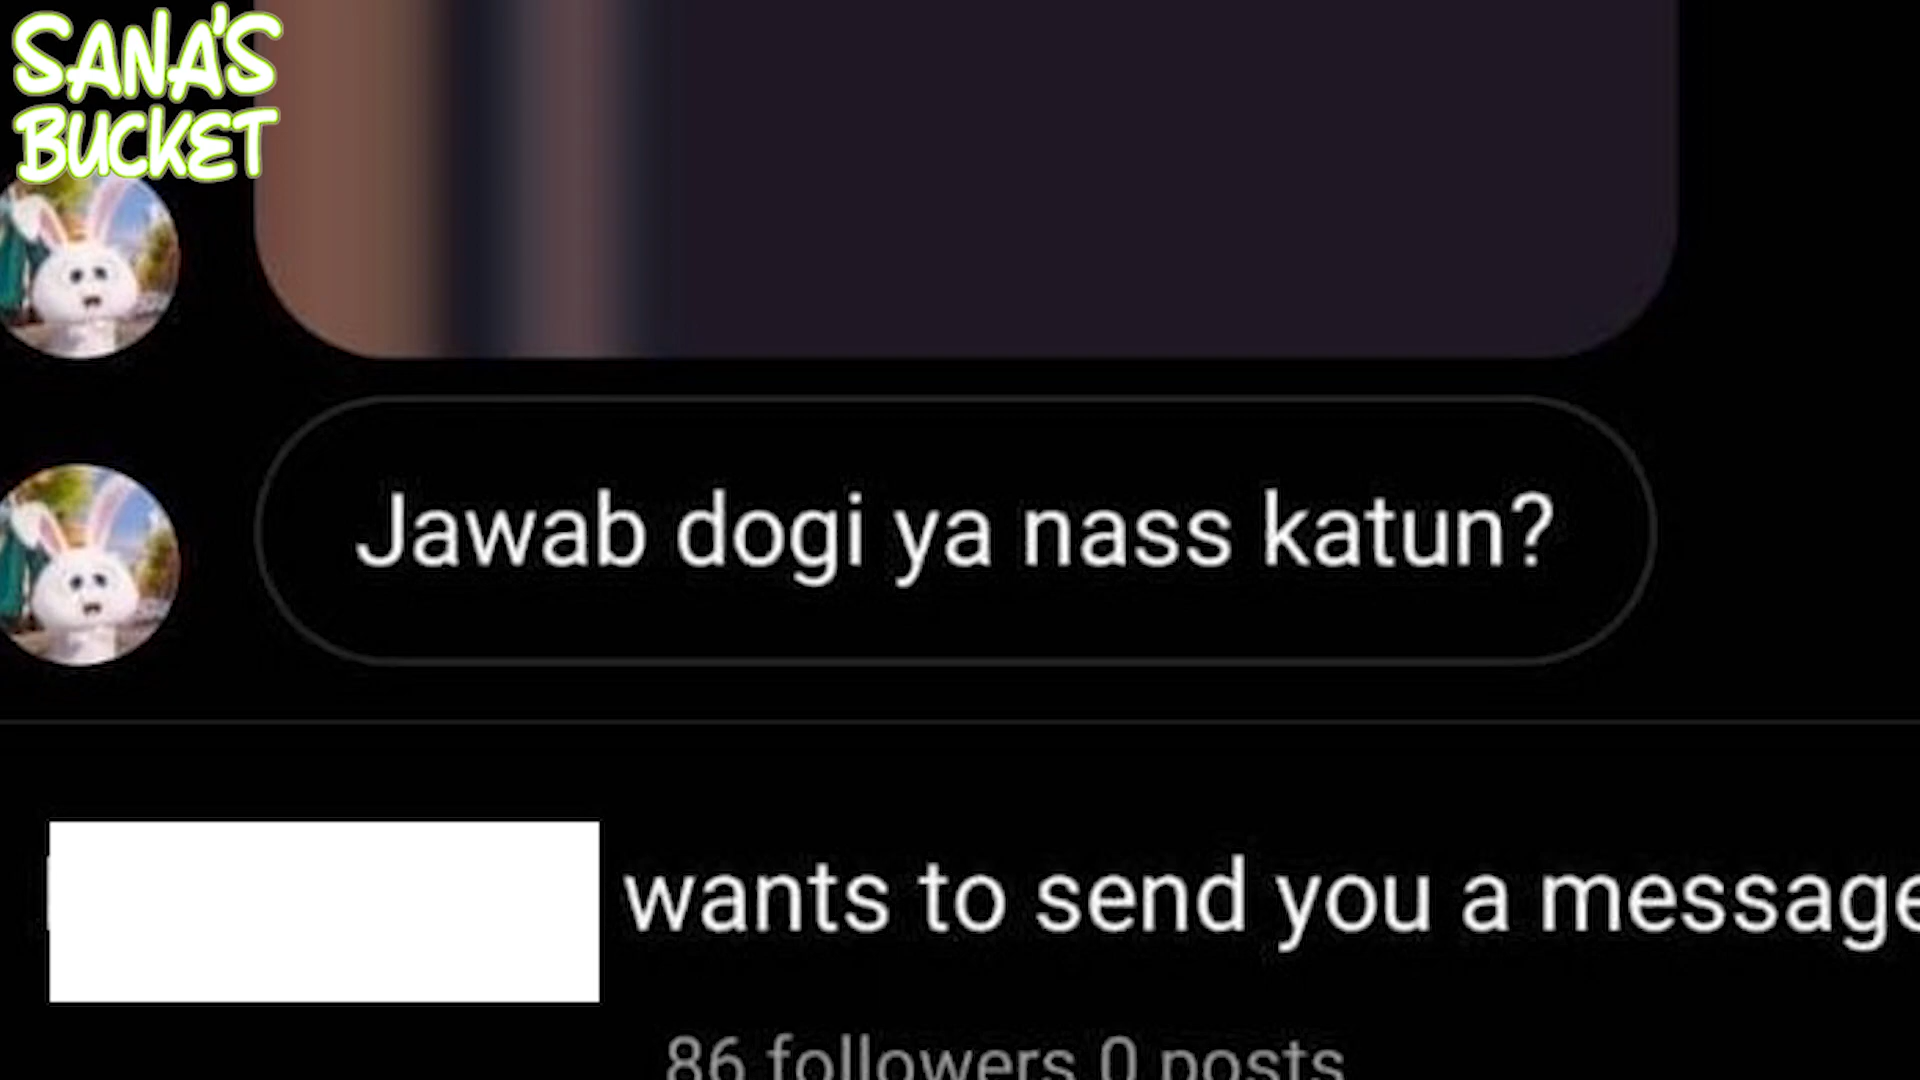 SANA'S
BUCKET
Jawab dogi ya nass katun?
wants to send you a message
86 followers 0 posts